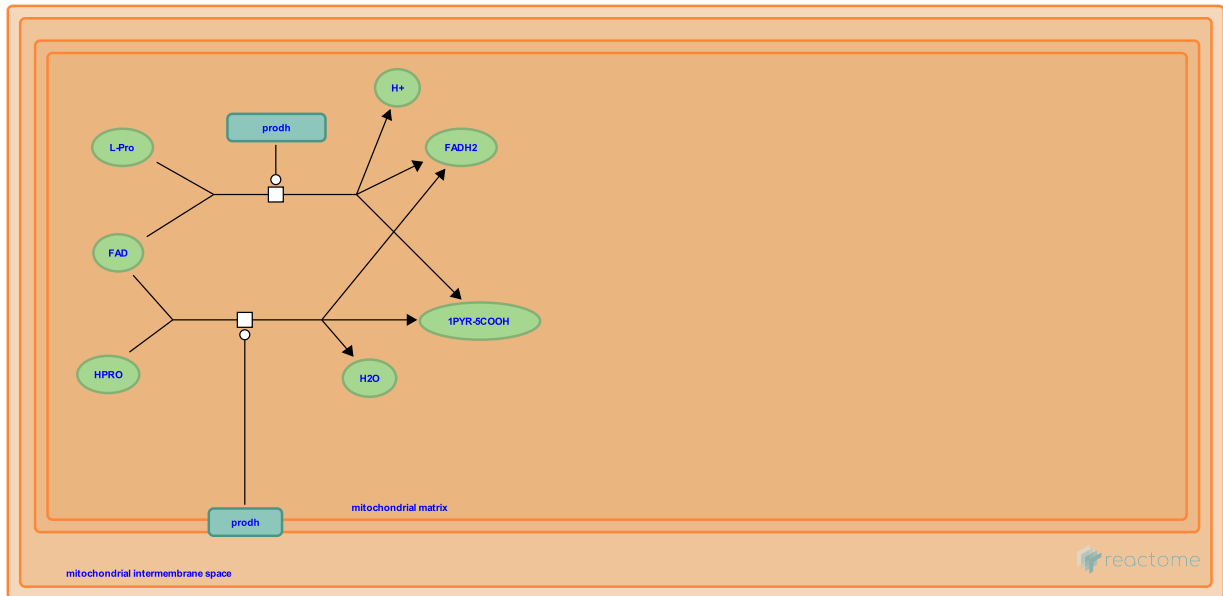 H+
prodh
L-Pro
FADH2
FAD
1PYR-5COOH
HPRO
H2O
mitochondrial matrix
prodh
reactome
mitochondrial intermembrane space